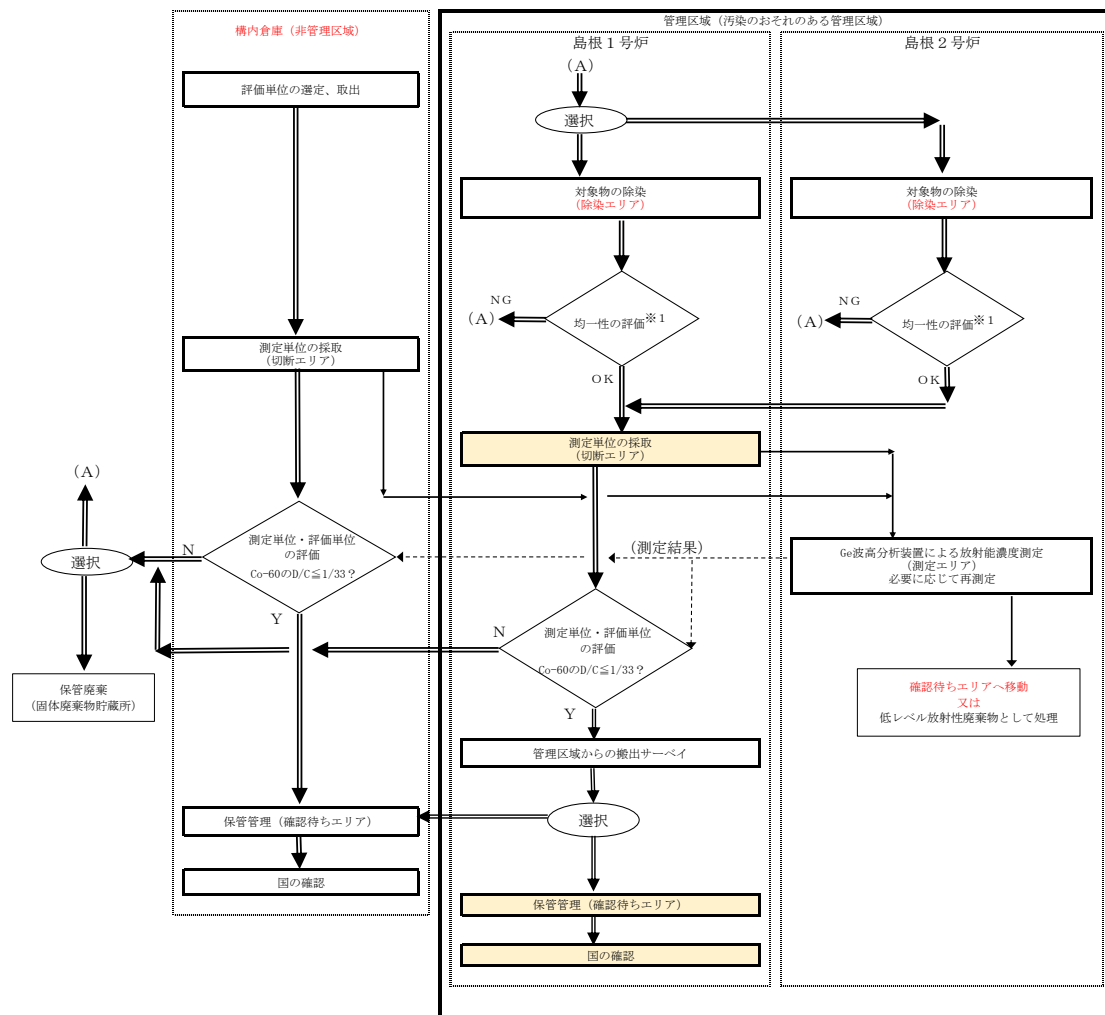 構内倉庫（非管理区域）
評価単位の選定、取出
測定単位の採取
（切断エリア）
測定単位・評価単位
の評価
Co-60のD/C≦1/33？
N
Y
（A）
選択
保管廃棄
（固体廃棄物貯蔵所）
保管管理（確認待ちエリア）
国の確認
管理区域（汚染のおそれのある管理区域）
島根１号炉
（A）
選択
対象物の除染
（除染エリア）
均一性の評価※１
NG
（A）
OK
測定単位の採取
（切断エリア）
（測定結果）
測定単位・評価単位
の評価
Co-60のD/C≦1/33？
N
Y
管理区域からの搬出サーベイ
選択
保管管理（確認待ちエリア）
国の確認
島根２号炉
対象物の除染
（除染エリア）
均一性の評価※１
NG
（A）
OK
Ge波高分析装置による放射能濃度測定
（測定エリア）
必要に応じて再測定
確認待ちエリアへ移動
又は
低レベル放射性廃棄物として処理